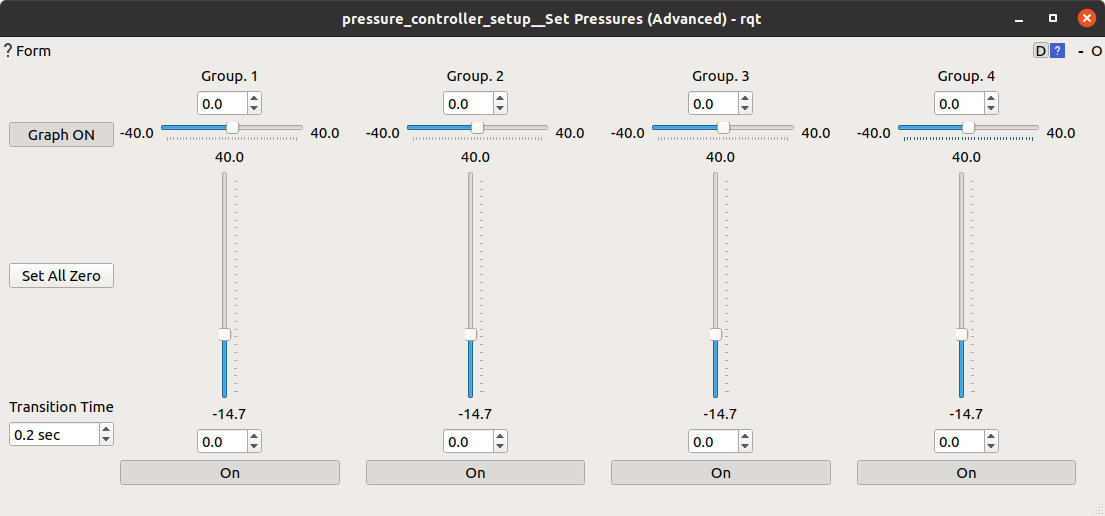 pressure_controller_setup__Set Pressures (Advanced) - rqt
? Form D ? - O
Group. 1 Group. 2 Group. 3 Group. 4
0.0 0.0 0.0 0.0
Graph ON -40.0 40.0 -40.0 40.0 -40.0 40.0 -40.0 40.0
40.0 40.0 40.0 40.0
Set All Zero
Transition Time -14.7 -14.7 -14.7 -14.7
0.2 sec 0.0 0.0 0.0 0.0
On On On On